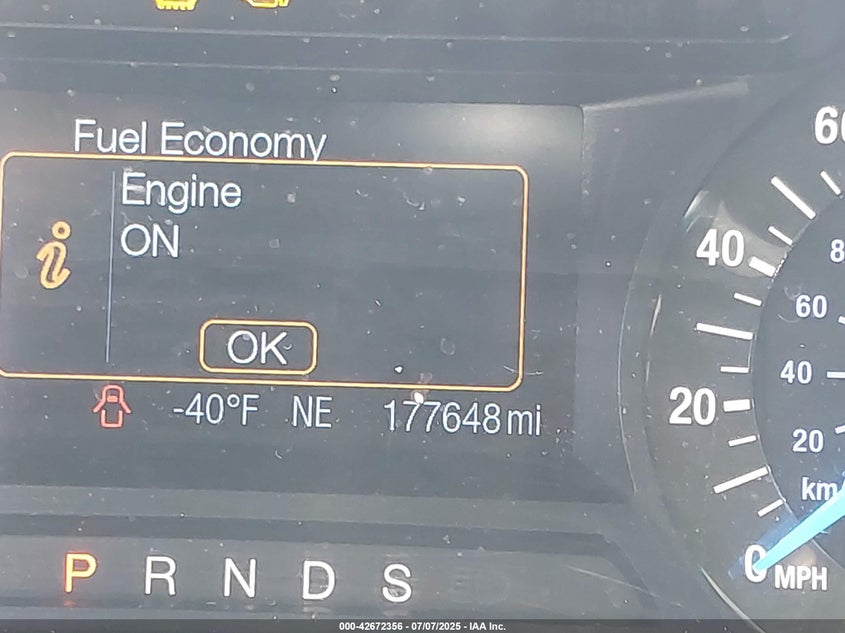 Fuel Economy
Engine
ON
OK
-40°F NE 177648 mi
P R N D S
60
40
20
0 MPH
8
60
40
20
km
000-42672356 - 07/07/2025 - IAA Inc.